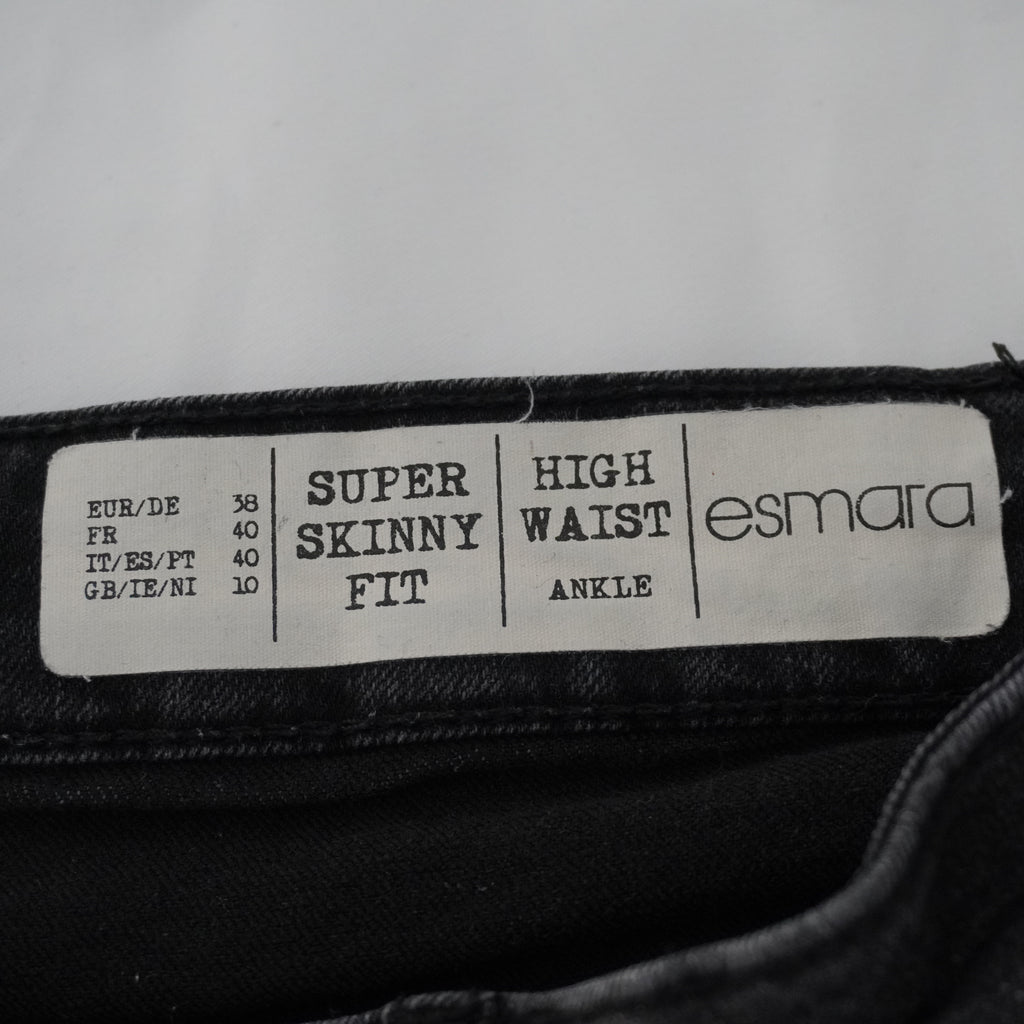 EUR/DE 38
FR 40
IT/ES/PT 40
GB/IE/NI 10
SUPER
SKINNY
FIT
HIGH
WAIST
ANKLE
esmara